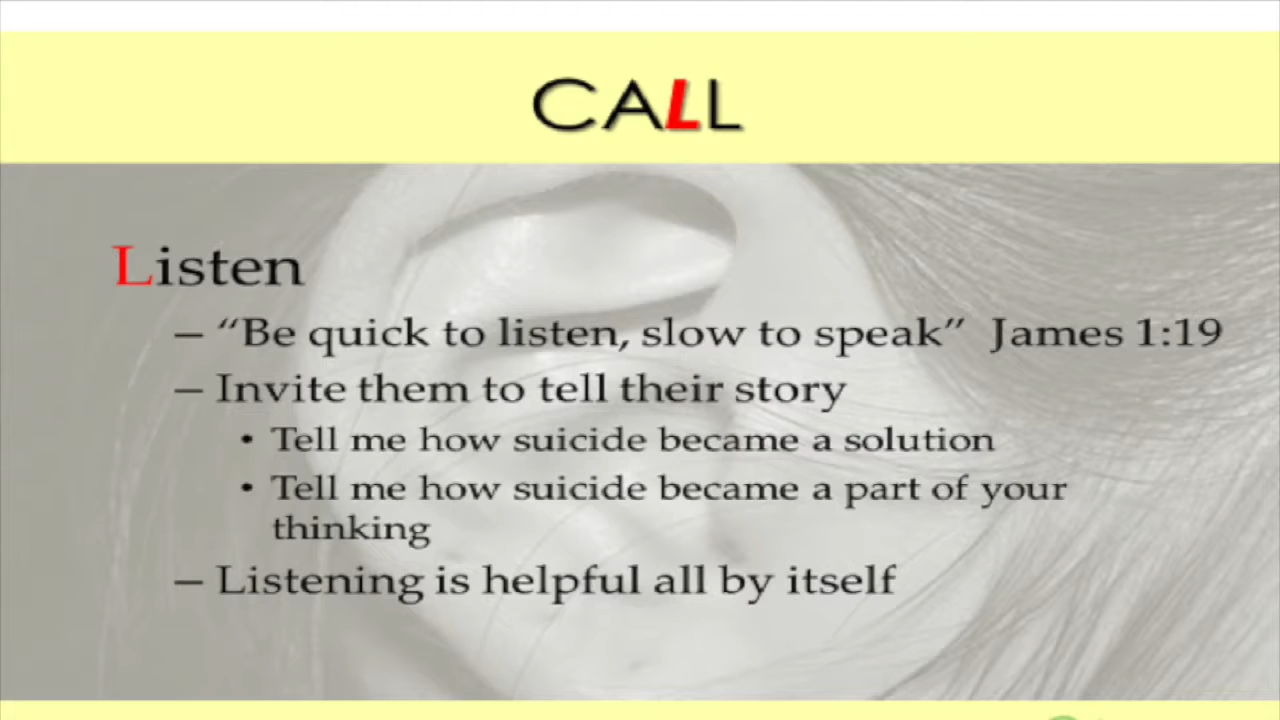 CALL
Listen
– “Be quick to listen, slow to speak” James 1:19
– Invite them to tell their story
• Tell me how suicide became a solution
• Tell me how suicide became a part of your
thinking
– Listening is helpful all by itself